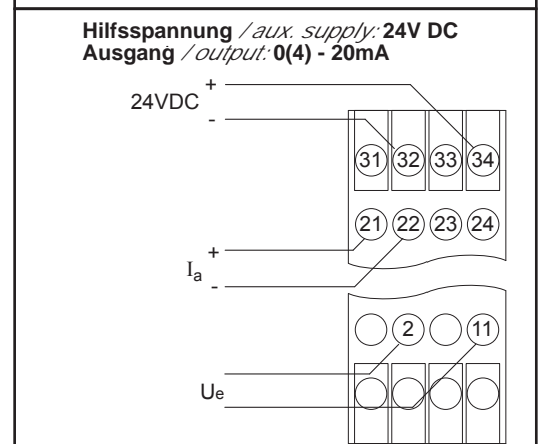 Hilfsspannung / aux. supply: 24V DC
Ausgang / output: 0(4) - 20mA
+
24VDC
-
31 32 33 34
21 22 23 24
+
Ia
-
2 11
Ue